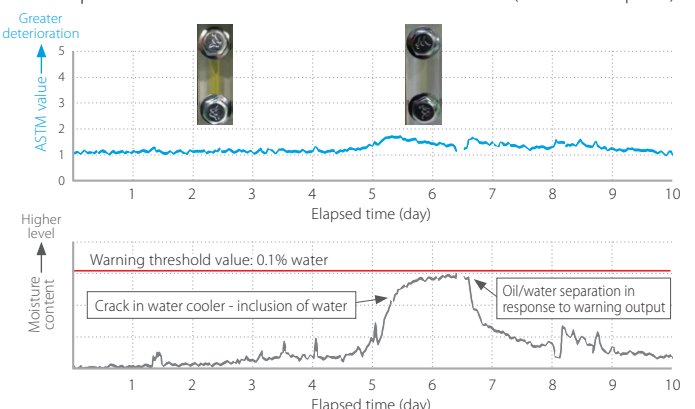 Greater
deterioration
ASTM value
5
4
3
2
1
0
1 2 3 4 5 6 7 8 9 10
Elapsed time (day)
Higher
level
Moisture
content
Warning threshold value: 0.1% water
Crack in water cooler - inclusion of water
Oil/water separation in
response to warning output
1 2 3 4 5 6 7 8 9 10
Elapsed time (day)